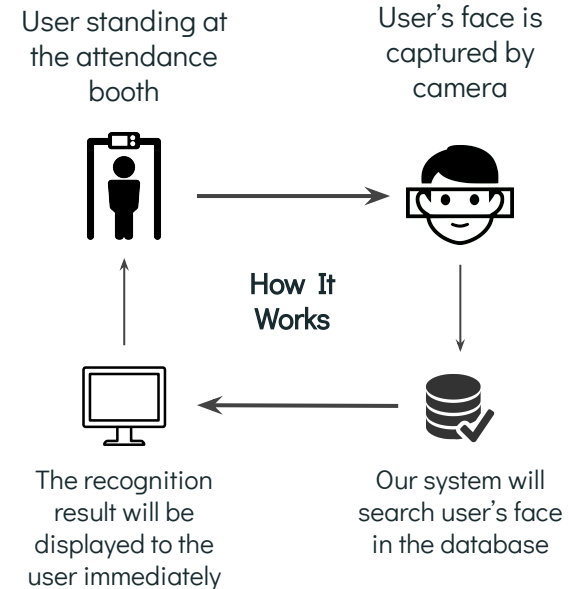 User standing at
the attendance
booth
User’s face is
captured by
camera
How It
Works
The recognition
result will be
displayed to the
user immediately
Our system will
search user’s face
in the database